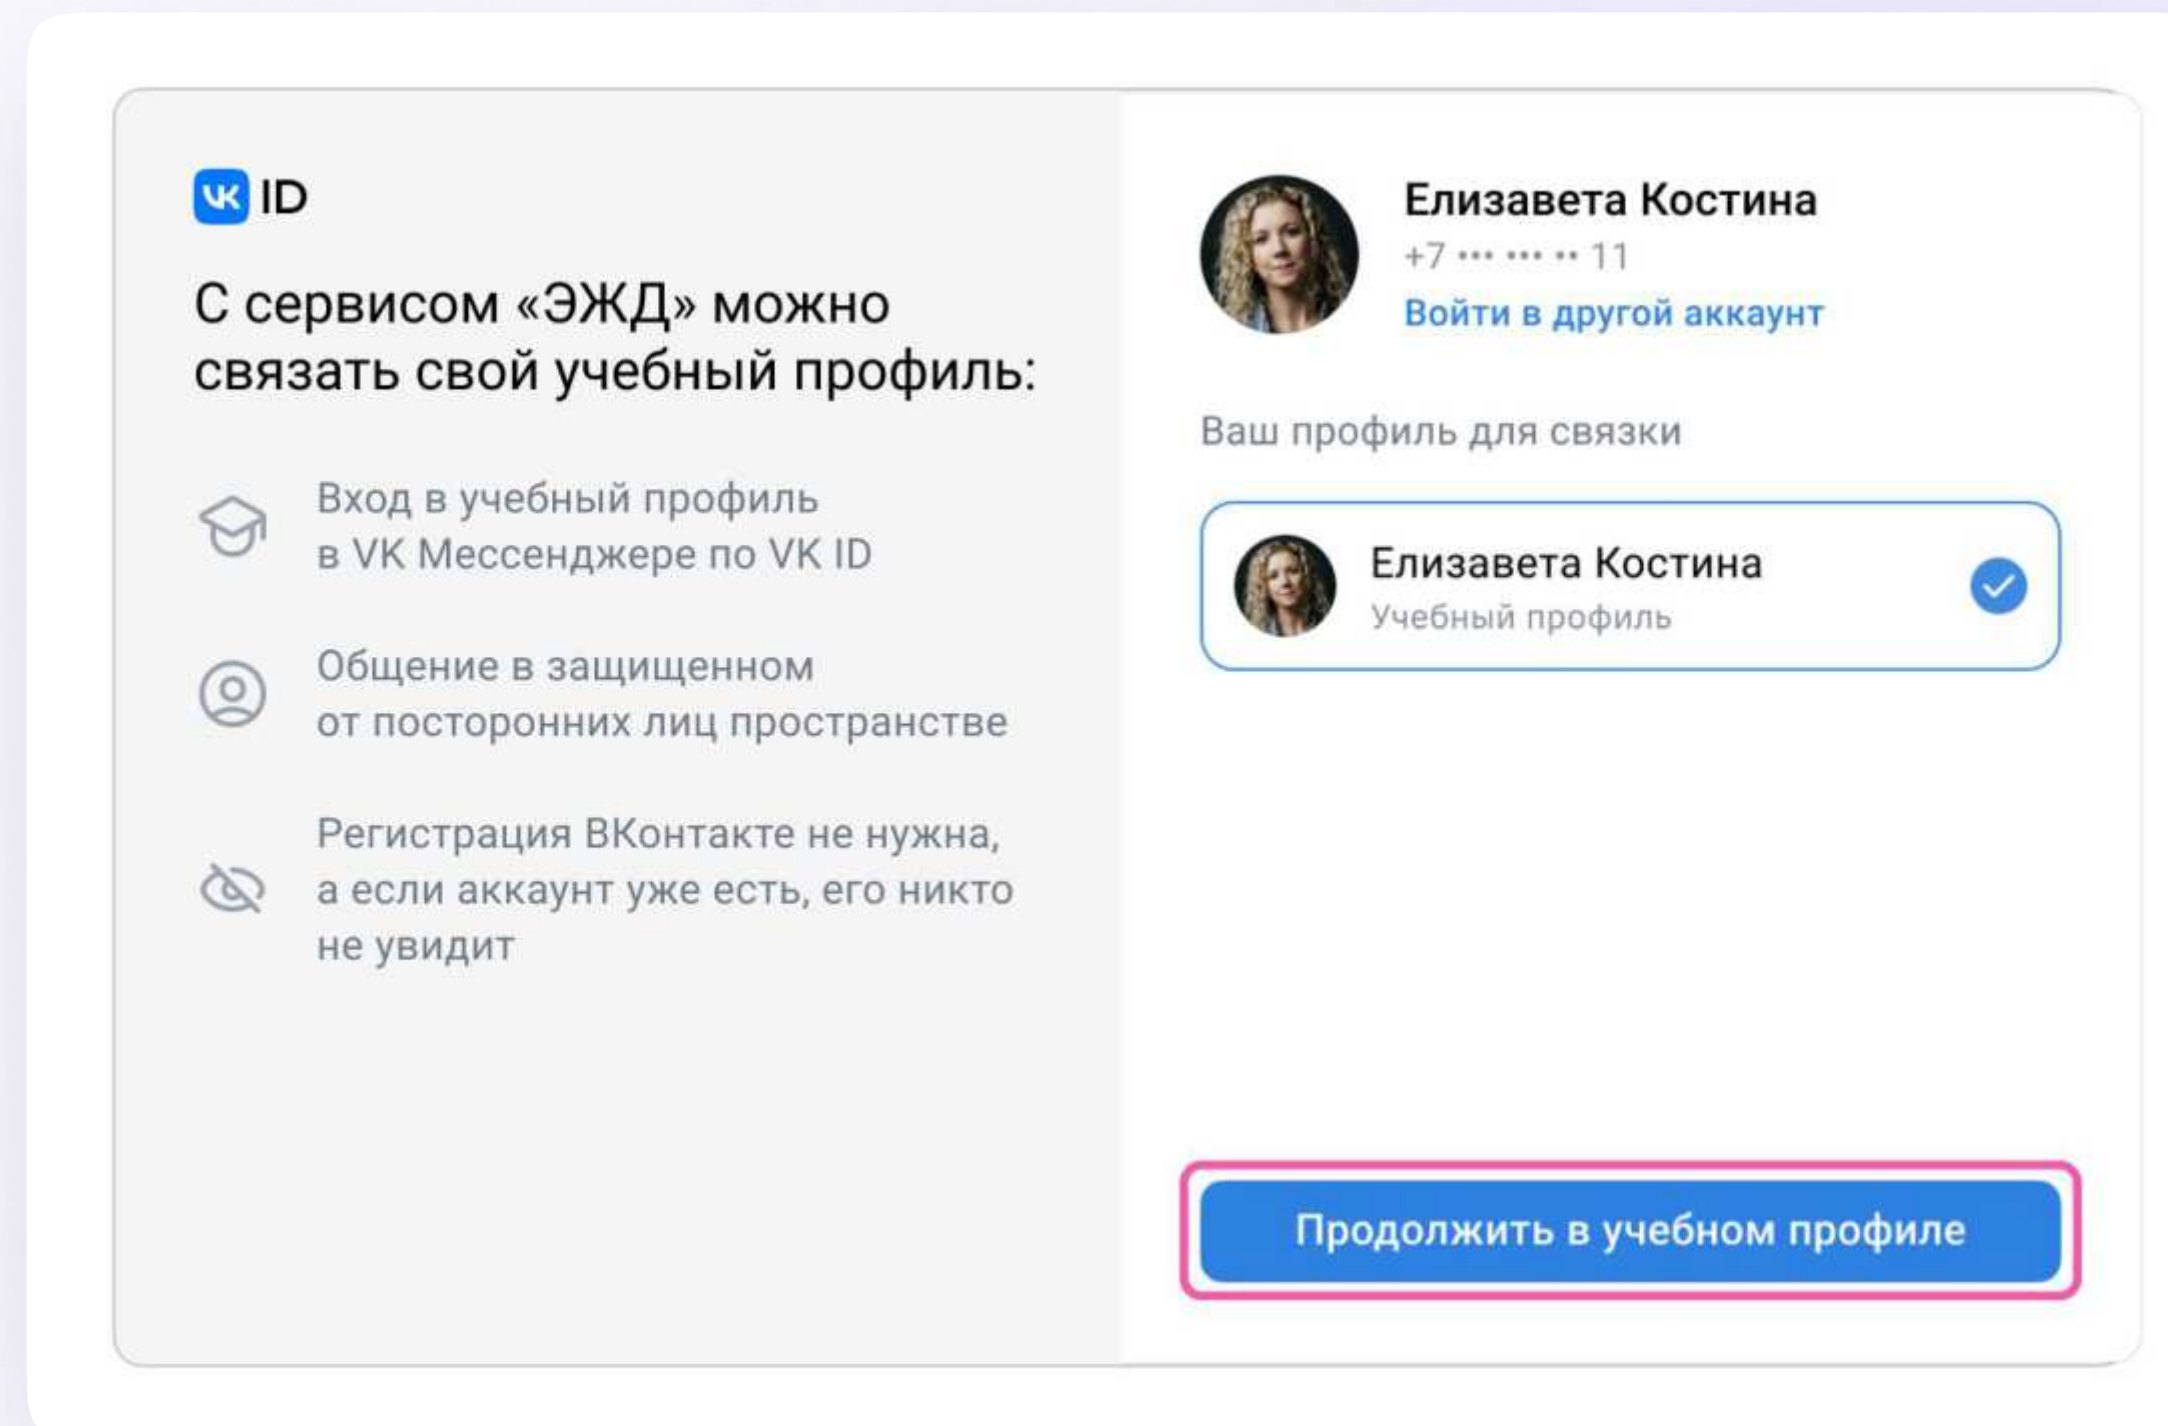 VK ID
С сервисом «ЭЖД» можно
связать свой учебный профиль:
Вход в учебный профиль
в VK Мессенджере по VK ID
Общение в защищенном
от посторонних лиц пространстве
Регистрация ВКонтакте не нужна,
а если аккаунт уже есть, его никто
не увидит
Елизавета Костина
+7 ••• ••• •• 11
Войти в другой аккаунт
Ваш профиль для связки
Елизавета Костина
Учебный профиль
Продолжить в учебном профиле